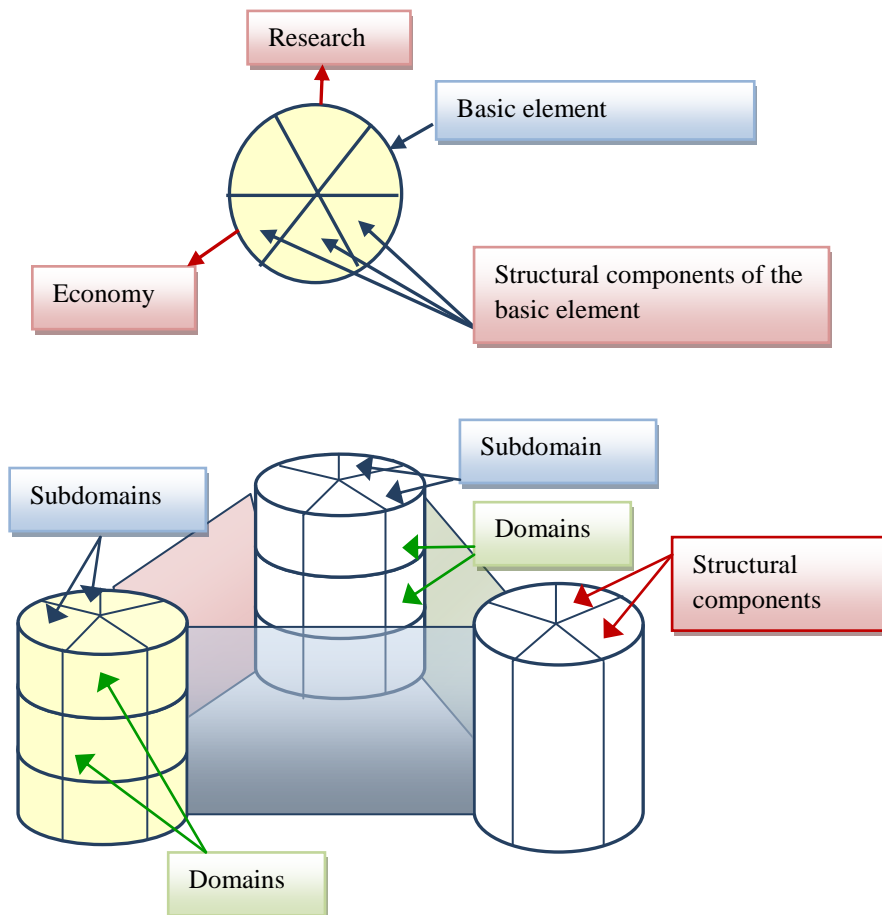 Research
Basic element
Economy
Structural components of the
basic element
Subdomain
Subdomains
Domains
Structural
components
Domains